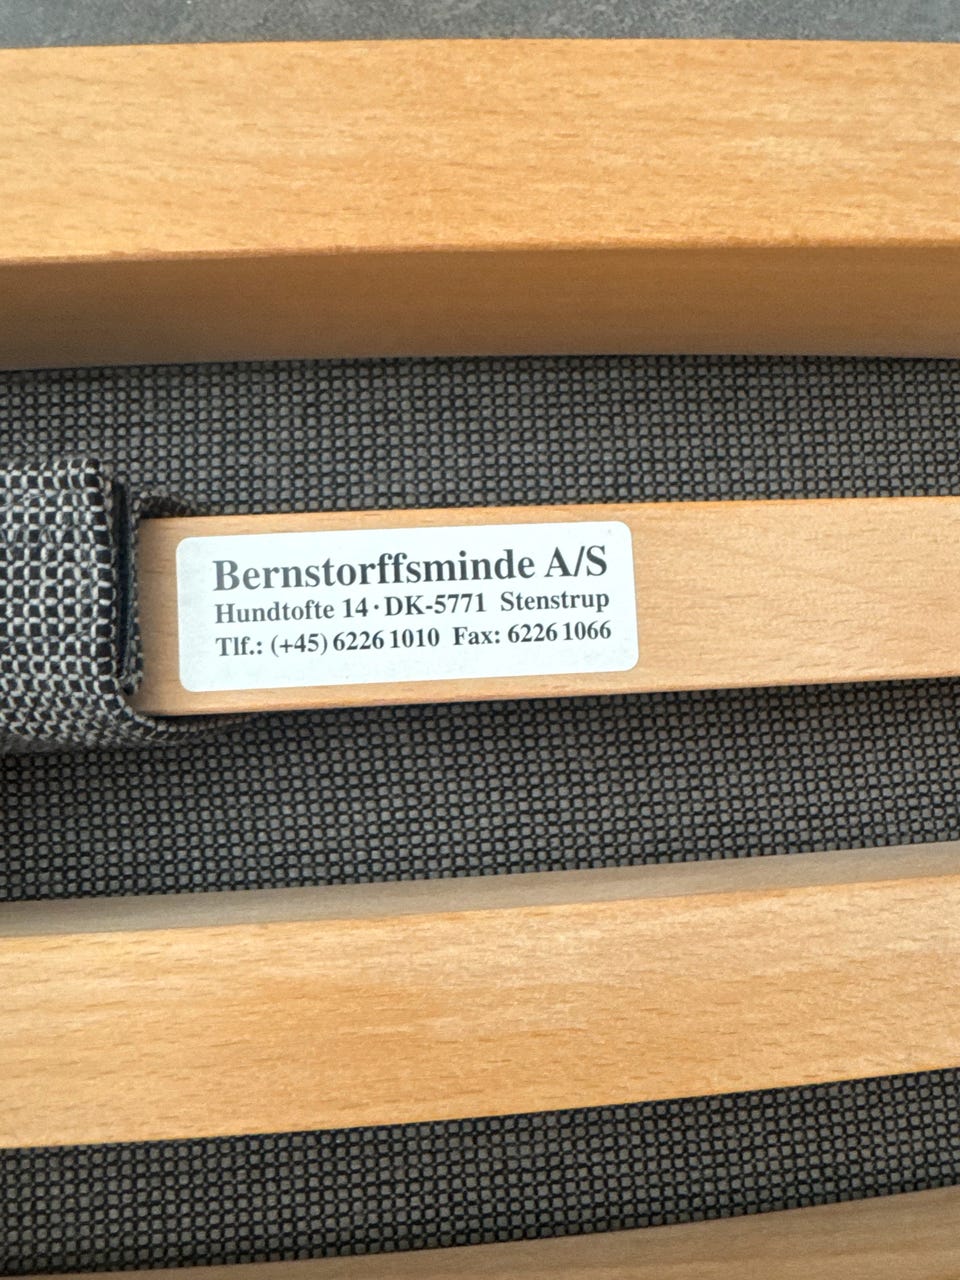 Bernstorffsminde A/S
Hundtofte 14 · DK-5771 Stenstrup
Tlf.: (+45) 6226 1010 Fax: 6226 1066